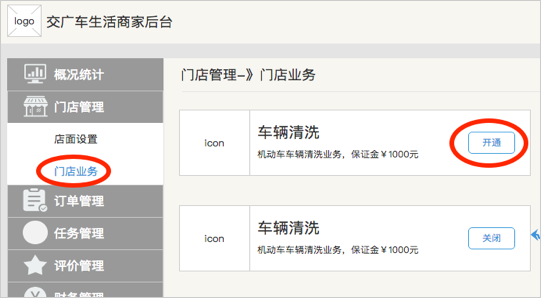 logo 交广车生活商家后台
概况统计
门店管理
店面设置
门店业务
订单管理
任务管理
评价管理
财务管理
门店管理-》门店业务
icon
车辆清洗
机动车车辆清洗业务，保证金￥1000元
开通
icon
车辆清洗
机动车车辆清洗业务，保证金￥1000元
关闭